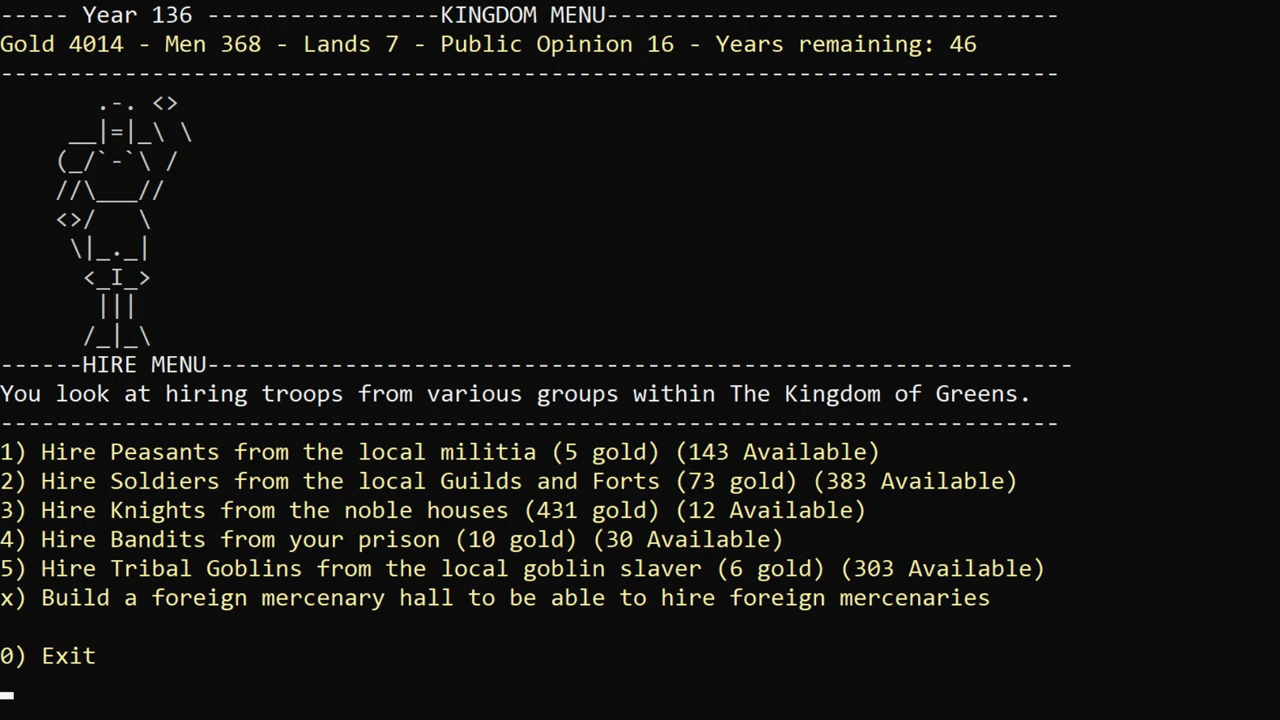 ----- Year 136 -----------------KINGDOM MENU---------------------------------
Gold 4014 - Men 368 - Lands 7 - Public Opinion 16 - Years remaining: 46
-----------------------------------------------------------------------------
       .-. <>
     __|=|_\ \
    (_/`-`\ /
    //\___//
    <>/   \
     \|_._|
      <_I_>
       |||
      /_|_\
------HIRE MENU---------------------------------------------------------------
You look at hiring troops from various groups within The Kingdom of Greens.
-----------------------------------------------------------------------------
1) Hire Peasants from the local militia (5 gold) (143 Available)
2) Hire Soldiers from the local Guilds and Forts (73 gold) (383 Available)
3) Hire Knights from the noble houses (431 gold) (12 Available)
4) Hire Bandits from your prison (10 gold) (30 Available)
5) Hire Tribal Goblins from the local goblin slaver (6 gold) (303 Available)
x) Build a foreign mercenary hall to be able to hire foreign mercenaries
0) Exit